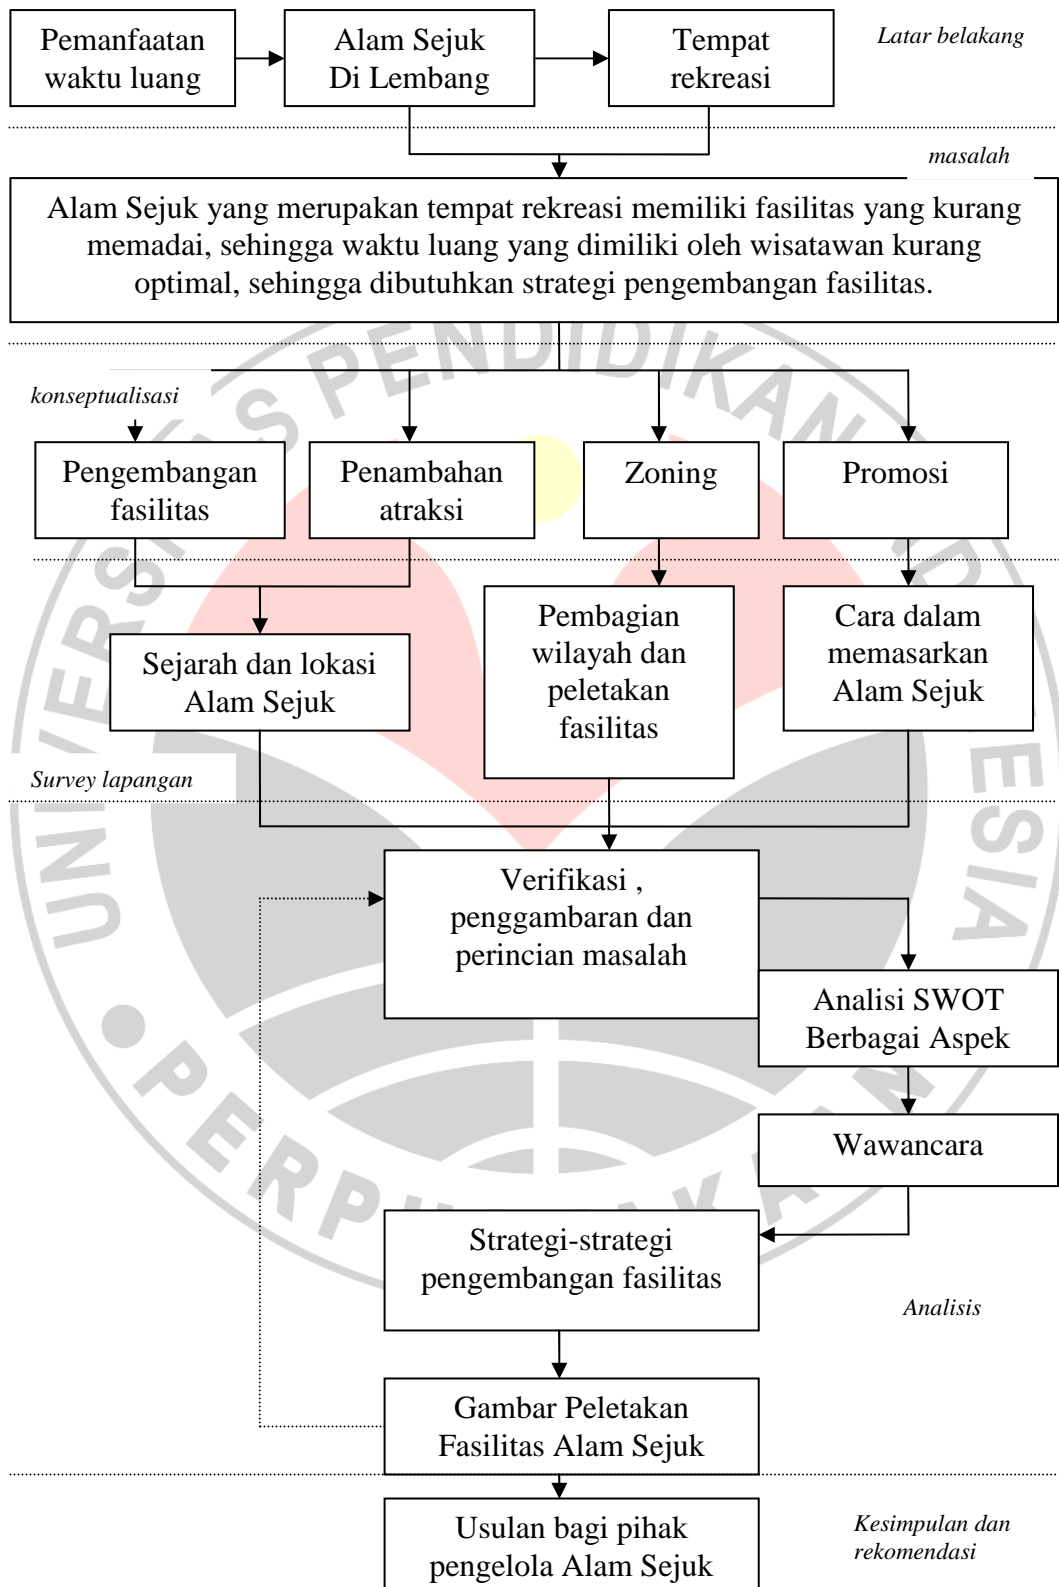 Pemanfaatan
waktu luang
Alam Sejuk
Di Lembang
Tempat
rekreasi
Latar belakang
masalah
Alam Sejuk yang merupakan tempat rekreasi memiliki fasilitas yang kurang
memadai, sehingga waktu luang yang dimiliki oleh wisatawan kurang
optimal, sehingga dibutuhkan strategi pengembangan fasilitas.
konseptualisasi
Pengembangan
fasilitas
Penambahan
atraksi
Zoning
Promosi
Sejarah dan lokasi
Alam Sejuk
Pembagian
wilayah dan
peletakan
fasilitas
Cara dalam
memasarkan
Alam Sejuk
Survey lapangan
Verifikasi ,
penggambaran dan
perincian masalah
Analisi SWOT
Berbagai Aspek
Wawancara
Strategi-strategi
pengembangan fasilitas
Analisis
Gambar Peletakan
Fasilitas Alam Sejuk
Usulan bagi pihak
pengelola Alam Sejuk
Kesimpulan dan
rekomendasi